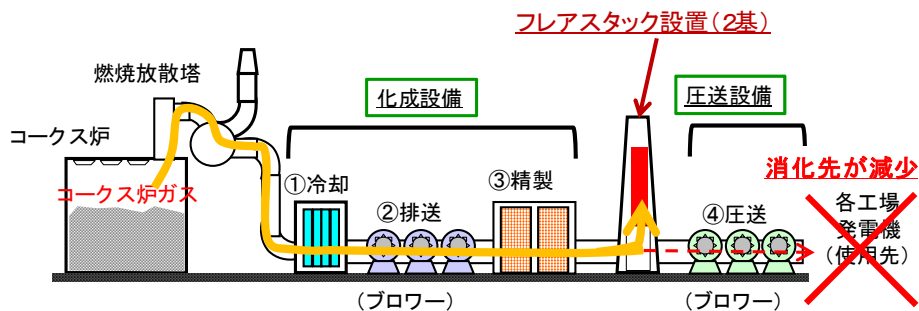 フレアスタック設置(2基)
燃焼放散塔
化成設備
圧送設備
コークス炉
消化先が減少
コークス炉ガス
①冷却
②排送
③精製
④圧送
各工場
発電機
(使用先)
(ブロワー)
(ブロワー)